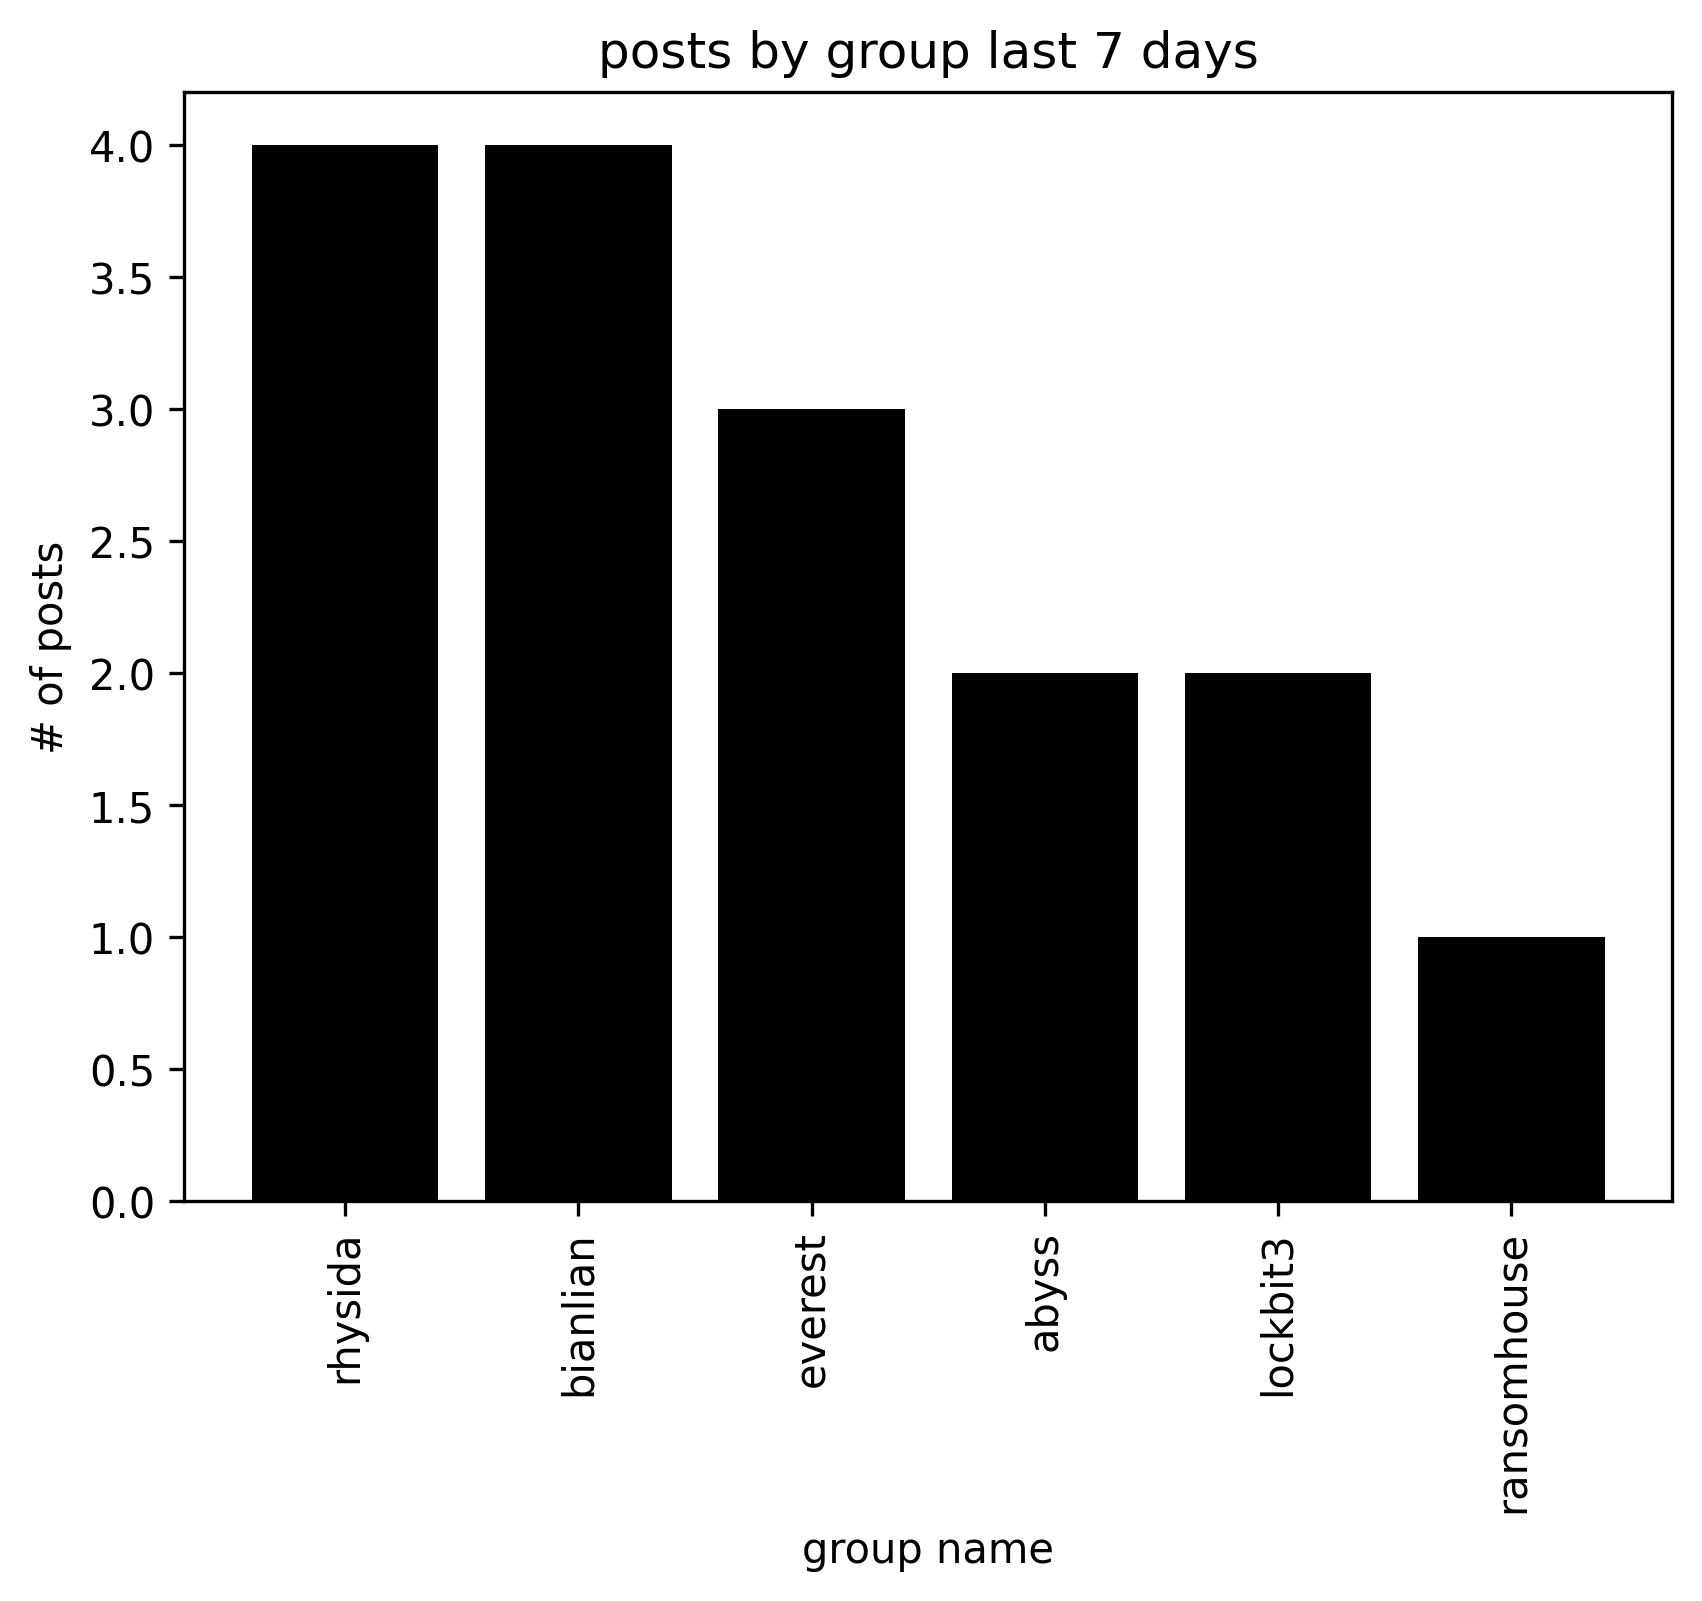 posts by group last 7 days
4.0
3.5
3.0
2.5
2.0
1.5
1.0
0.5
0.0
# of posts
rhysida
bianlian
everest
abyss
lockbit3
ransomhouse
group name